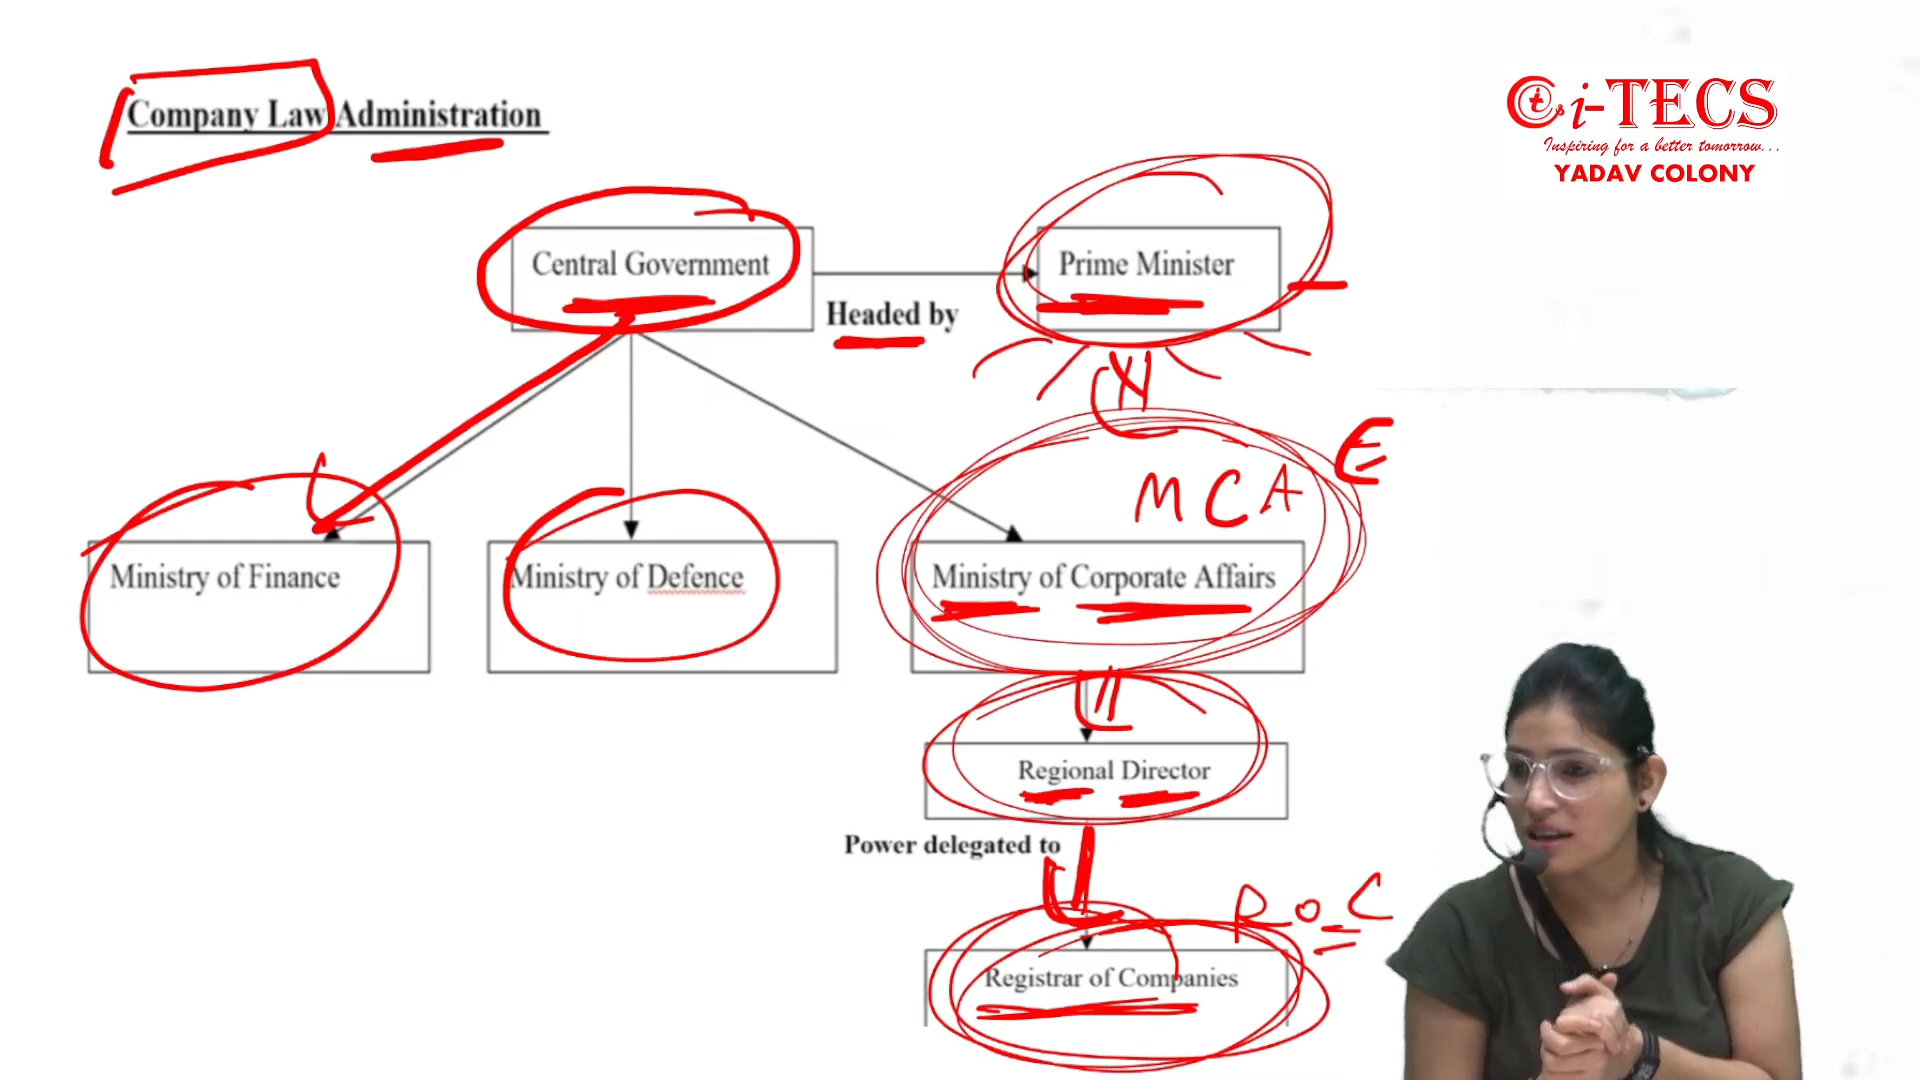 Company Law Administration
i-TECS
Inspiring for a better tomorrow...
YADAV COLONY
Central Government
Headed by
Prime Minister
MCA
E
Ministry of Finance
Ministry of Defence
Ministry of Corporate Affairs
Regional Director
Power delegated to
ROC
Registrar of Companies